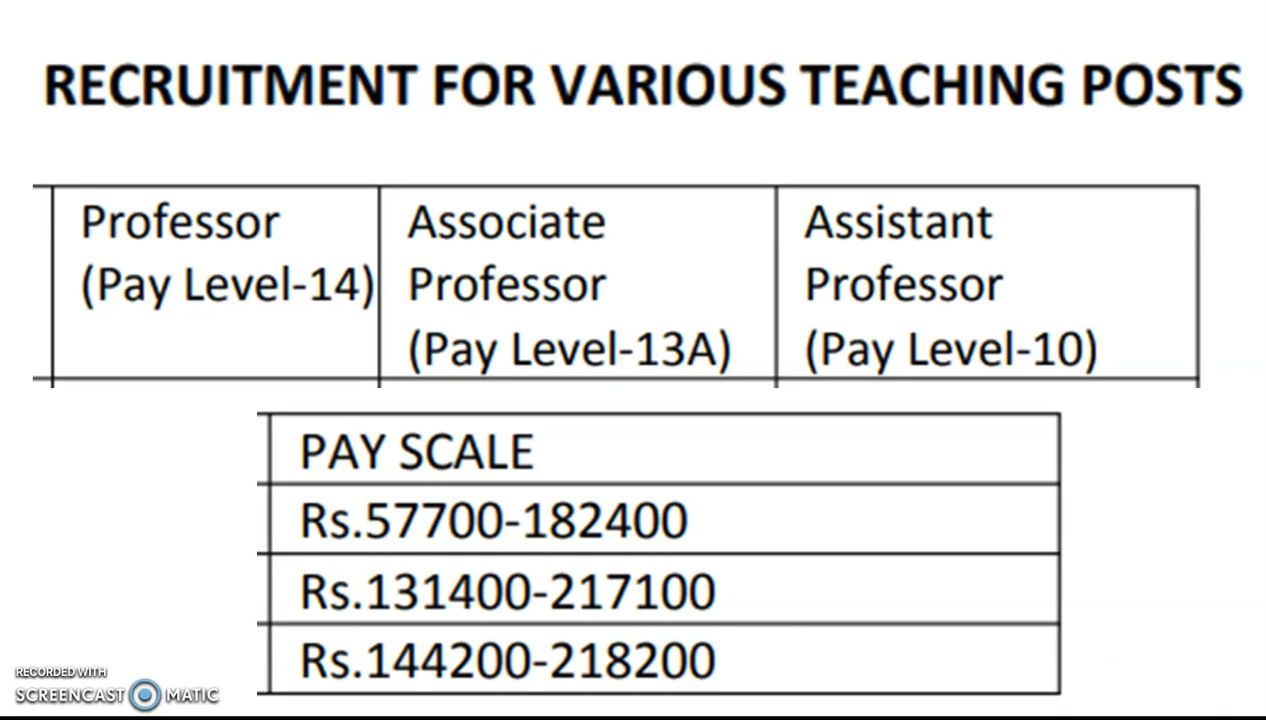 RECRUITMENT FOR VARIOUS TEACHING POSTS
Professor
(Pay Level-14)
Associate
Professor
(Pay Level-13A)
Assistant
Professor
(Pay Level-10)
PAY SCALE
Rs.57700-182400
Rs.131400-217100
Rs.144200-218200
RECORDED WITH
SCREENCAST MATIC